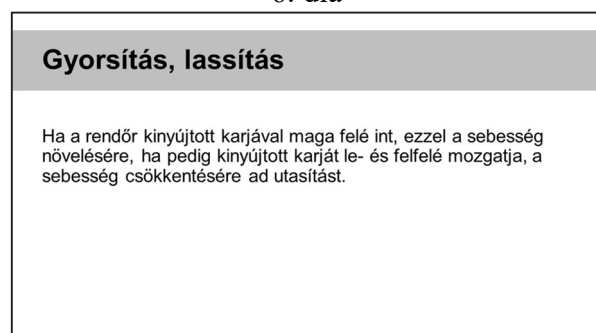 Gyorsítás, lassítás
Ha a rendőr kinyújtott karjával maga felé int, ezzel a sebesség
növelésére, ha pedig kinyújtott karját le- és felfelé mozgatja, a
sebesség csökkentésére ad utasítást.